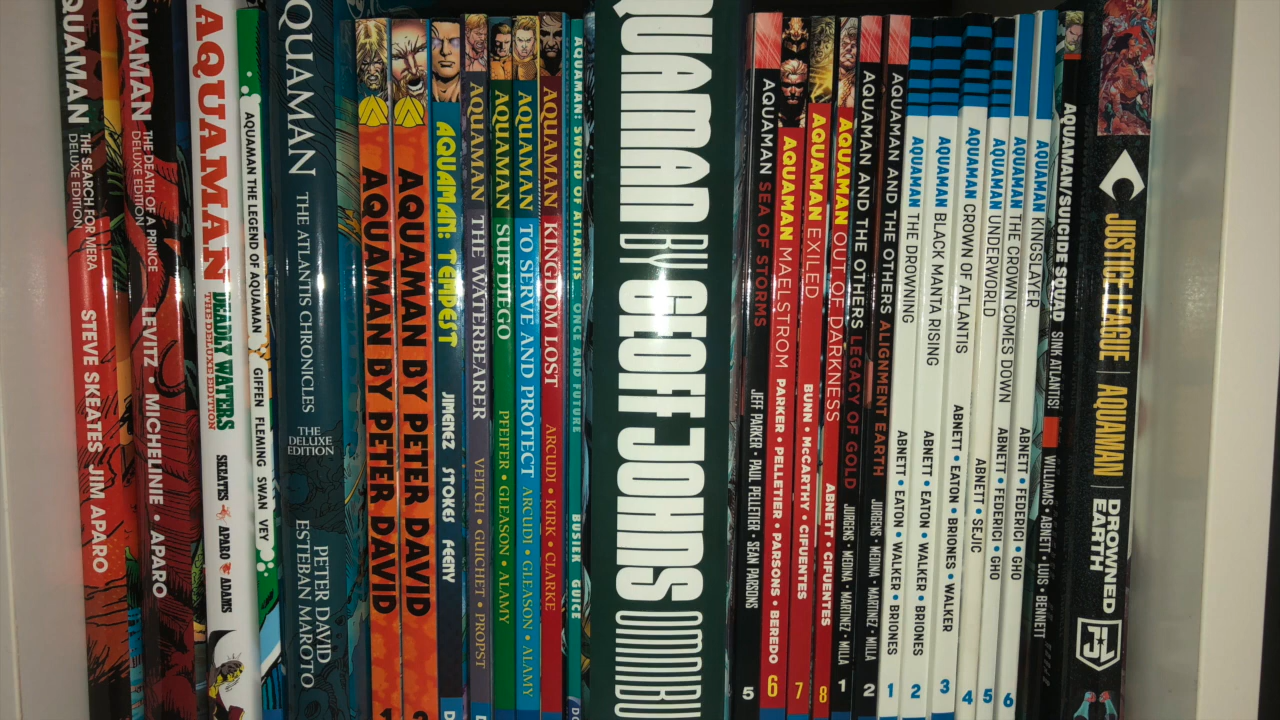 AQUAMAN THE SEARCH FOR MERA DELUXE EDITION STEVE SKEATES JIM APARO
AQUAMAN THE DEATH OF A PRINCE DELUXE EDITION LEVITZ • MICHELINIE • APARO
AQUAMAN DEADLY WATERS THE DELUXE EDITION SKEATES APARO ADAMS
AQUAMAN THE LEGEND OF AQUAMAN GIFFEN FLEMING SWAN VEY
QUAMAN THE ATLANTIS CHRONICLES THE DELUXE EDITION PETER DAVID ESTEBAN MAROTO
AQUAMAN BY PETER DAVID 1
AQUAMAN BY PETER DAVID 2
AQUAMAN: TEMPEST JIMENEZ STOKES FEENY
AQUAMAN THE WATERBEARER VEITCH • GUICHET • PROPST
AQUAMAN SUB DIEGO PFEIFER • GLEASON • ALAMY
AQUAMAN TO SERVE AND PROTECT ARCUDI • GLEASON • ALAMY
AQUAMAN KINGDOM LOST ARCUDI • KIRK • CLARKE
AQUAMAN: SWORD OF ATLANTIS ONCE AND FUTURE BUSIEK GUICE
QUAMAN BY GEOFF JOHNS OMNIBU
AQUAMAN SEA OF STORMS JEFF PARKER • PAUL PELLETIER • SEAN PARSONS 5
AQUAMAN MAELSTROM PARKER • PELLETIER • PARSONS • BEREDO 6
AQUAMAN EXILED BUNN • McCARTHY • CIFUENTES 7
AQUAMAN OUT OF DARKNESS ABNETT • CIFUENTES 8
AQUAMAN AND THE OTHERS LEGACY OF GOLD JURGENS • MEDINA • MARTINEZ • MILLA 1
AQUAMAN AND THE OTHERS ALIGNMENT EARTH JURGENS • MEDINA • MARTINEZ • MILLA 2
AQUAMAN THE DROWNING ABNETT • EATON • WALKER • BRIONES 1
AQUAMAN BLACK MANTA RISING ABNETT • EATON • WALKER • BRIONES 2
AQUAMAN CROWN OF ATLANTIS ABNETT • EATON • BRIONES • WALKER 3
AQUAMAN UNDERWORLD ABNETT • SEJIC 4
AQUAMAN THE CROWN COMES DOWN ABNETT • FEDERICI • GHO 5
AQUAMAN KINGSLAYER ABNETT • FEDERICI • GHO 6
AQUAMAN/SUICIDE SQUAD SINK ATLANTIS! WILLIAMS • ABNETT • LUIS • BENNETT
JUSTICE LEAGUE | AQUAMAN DROWNED EARTH JL